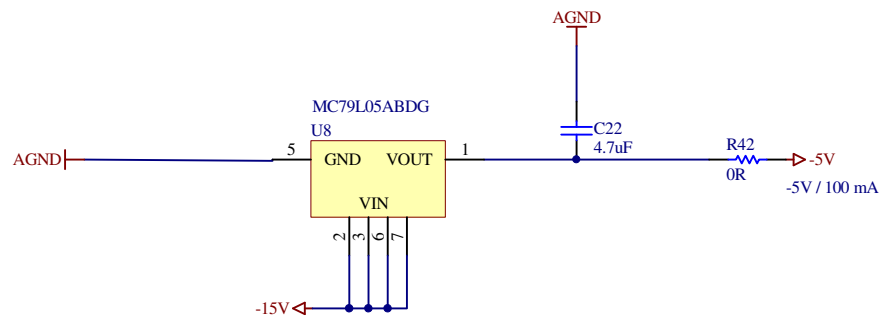 AGND
MC79L05ABDG
U8
C22
4.7uF
AGND
5
GND
VOUT
1
R42
0R
-5V
-5V / 100 mA
VIN
2
3
6
7
-15V